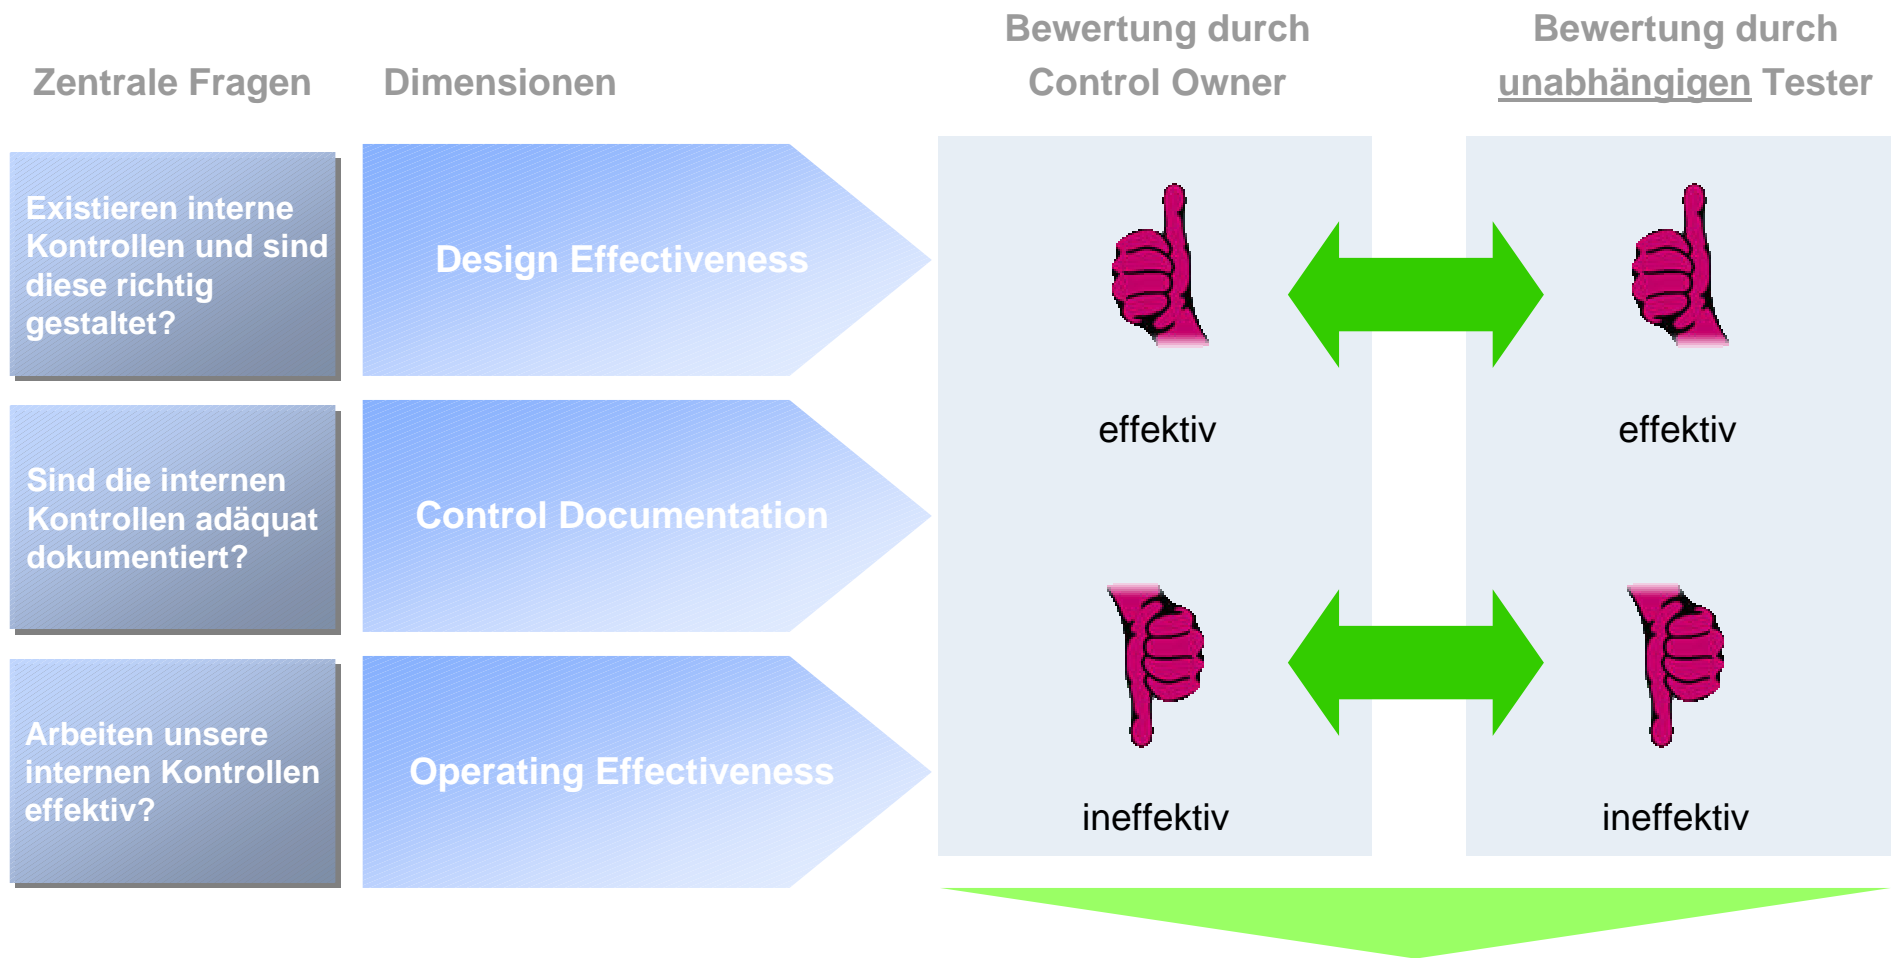 Zentrale Fragen
Dimensionen
Bewertung durch
Control Owner
Bewertung durch
unabhängigen Tester
Existieren interne
Kontrollen und sind
diese richtig
gestaltet?
Design Effectiveness
effektiv
effektiv
Sind die internen
Kontrollen adäquat
dokumentiert?
Control Documentation
Arbeiten unsere
internen Kontrollen
effektiv?
Operating Effectiveness
ineffektiv
ineffektiv